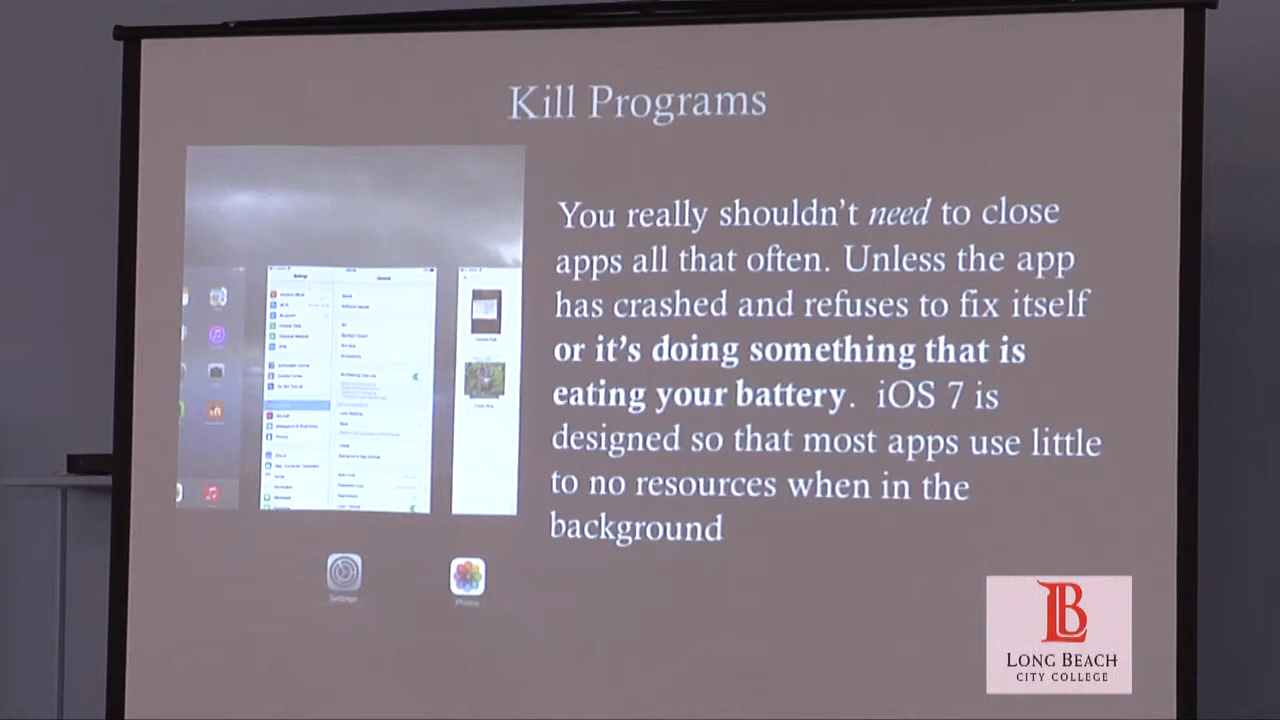 Kill Programs
You really shouldn't need to close
apps all that often. Unless the app
has crashed and refuses to fix itself
or it's doing something that is
eating your battery. iOS 7 is
designed so that most apps use little
to no resources when in the
background
Settings
Photos
LB
LONG BEACH
CITY COLLEGE